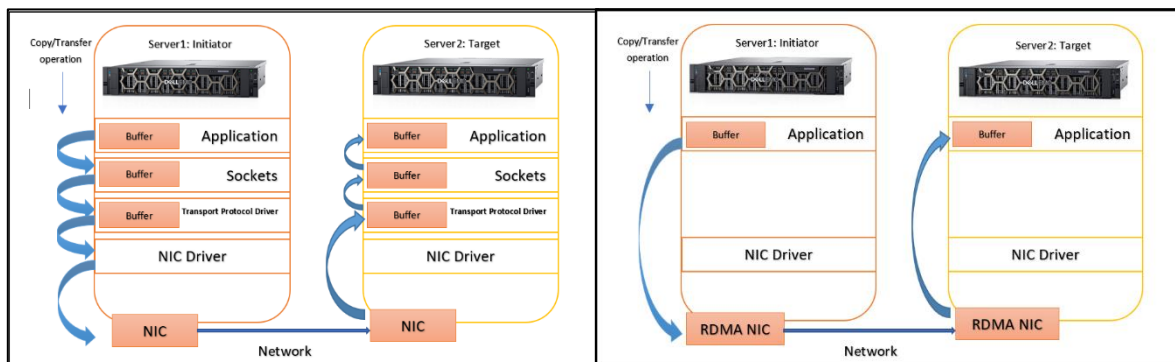 Copy/Transfer
operation
Server1: Initiator
DELL
Buffer
Application
Buffer
Sockets
Buffer
Transport Protocol Driver
NIC Driver
NIC
Server2: Target
Buffer
Application
Buffer
Sockets
Buffer
Transport Protocol Driver
NIC Driver
NIC
Network
Copy/Transfer
operation
Server1: Initiator
Buffer
Application
NIC Driver
RDMA NIC
Server2: Target
Buffer
Application
NIC Driver
RDMA NIC
Network